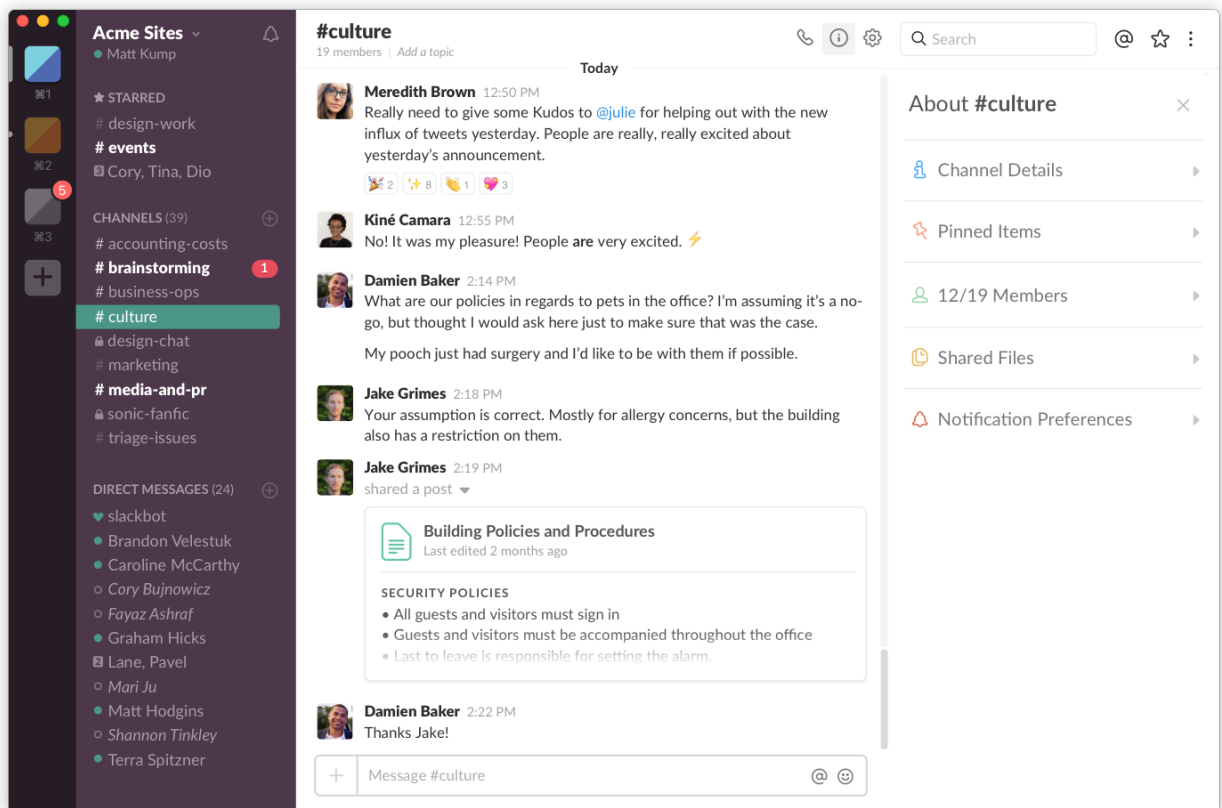 Acme Sites
Matt Kump
⌘1
⌘2
5
⌘3
STARRED
# design-work
# events
3 Cory, Tina, Dio
CHANNELS (39)
# accounting-costs
# brainstorming 1
# business-ops
# culture
design-chat
# marketing
# media-and-pr
sonic-fanfic
# triage-issues
DIRECT MESSAGES (24)
slackbot
Brandon Velestuk
Caroline McCarthy
Cory Bujnowicz
Fayaz Ashraf
Graham Hicks
2 Lane, Pavel
Mari Ju
Matt Hodgins
Shannon Tinkley
Terra Spitzner
#culture
19 members | Add a topic
Search
Today
Meredith Brown 12:50 PM
Really need to give some Kudos to @julie for helping out with the new
influx of tweets yesterday. People are really, really excited about
yesterday's announcement.
🎉 2 ✨ 8 👏 1 💖 3
Kiné Camara 12:55 PM
No! It was my pleasure! People are very excited. ⚡
Damien Baker 2:14 PM
What are our policies in regards to pets in the office? I'm assuming it's a no-
go, but thought I would ask here just to make sure that was the case.
My pooch just had surgery and I'd like to be with them if possible.
Jake Grimes 2:18 PM
Your assumption is correct. Mostly for allergy concerns, but the building
also has a restriction on them.
Jake Grimes 2:19 PM
shared a post
Building Policies and Procedures
Last edited 2 months ago
SECURITY POLICIES
• All guests and visitors must sign in
• Guests and visitors must be accompanied throughout the office
• Last to leave is responsible for setting the alarm.
Damien Baker 2:22 PM
Thanks Jake!
+ Message #culture @
About #culture
Channel Details
Pinned Items
12/19 Members
Shared Files
Notification Preferences